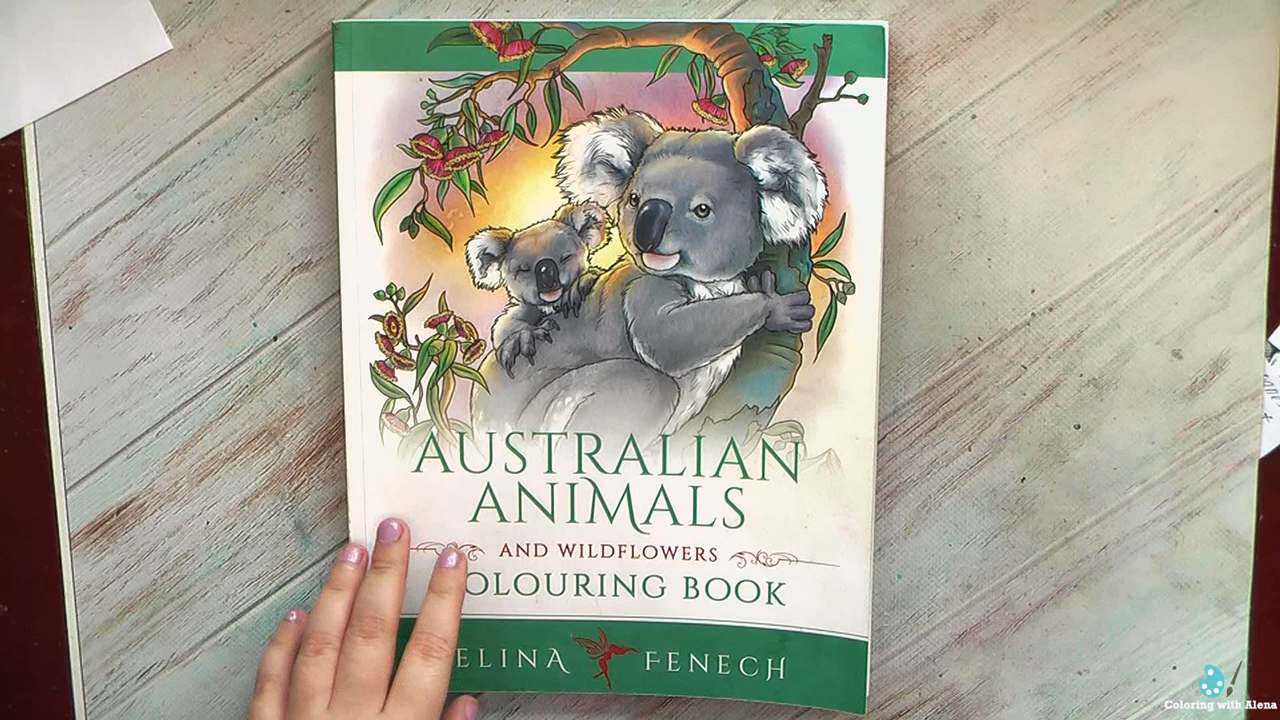 AUSTRALIAN
ANIMALS
AND WILDFLOWERS
OLOURING BOOK
ELINA FENECH
Coloring with Alena